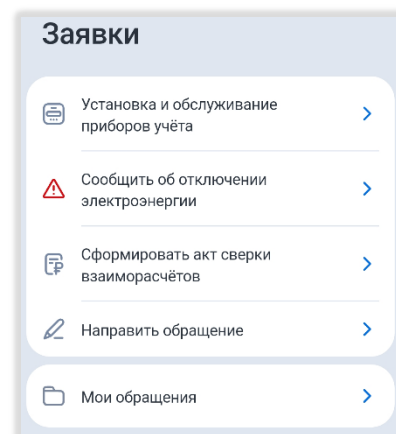 Заявки
Установка и обслуживание
приборов учёта
Сообщить об отключении
электроэнергии
Сформировать акт сверки
взаиморасчётов
Направить обращение
Мои обращения